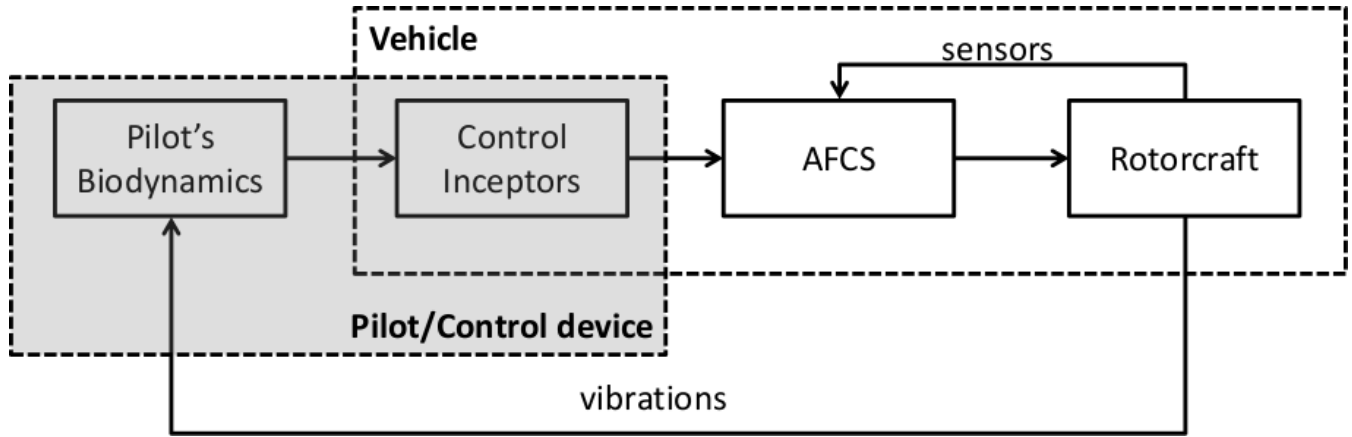 Vehicle
sensors
Pilot’s
Biodynamics
Control
Inceptors
AFCS
Rotorcraft
Pilot/Control device
vibrations